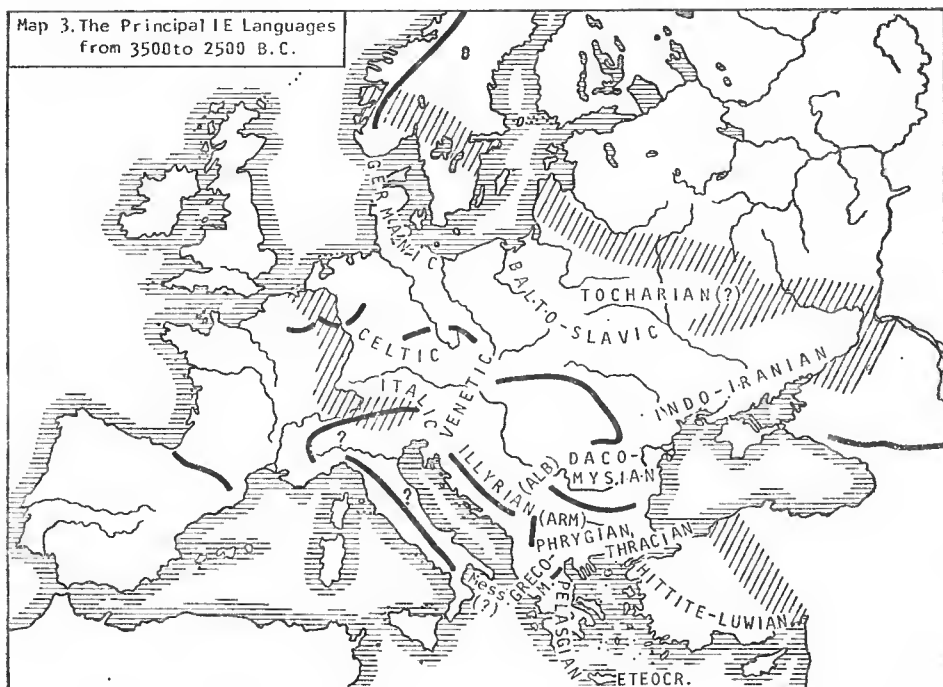 Map 3. The Principal IE Languages
from 3500 to 2500 B.C.
GERMANIC
BALTO-SLAVIC
TOCHARIAN(?)
CELTIC
ITALIC
VENETIC
INDO-IRANIAN
?
?
ILLYRIAN
(ALB)
DACO-
MYSIAN
(ARM)
PHRYGIAN,
THRACIAN
Mess.
(?)
GRECO-
M.
PELASGIAN
HITTITE-LUWIAN
ETEOCR.